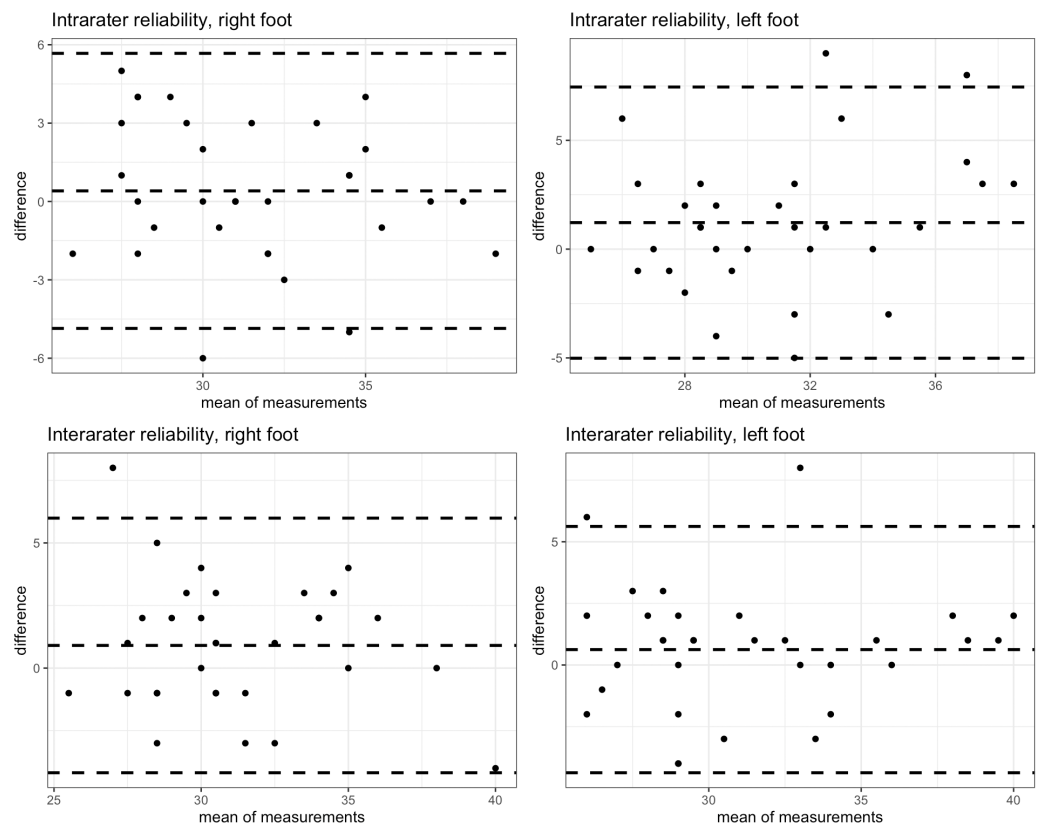 Intrarater reliability, right foot
6
3
0
-3
-6
difference
30 35
mean of measurements
Intrarater reliability, left foot
5
0
-5
difference
28 32 36
mean of measurements
Interarater reliability, right foot
5
0
difference
25 30 35 40
mean of measurements
Interarater reliability, left foot
5
0
difference
30 35 40
mean of measurements